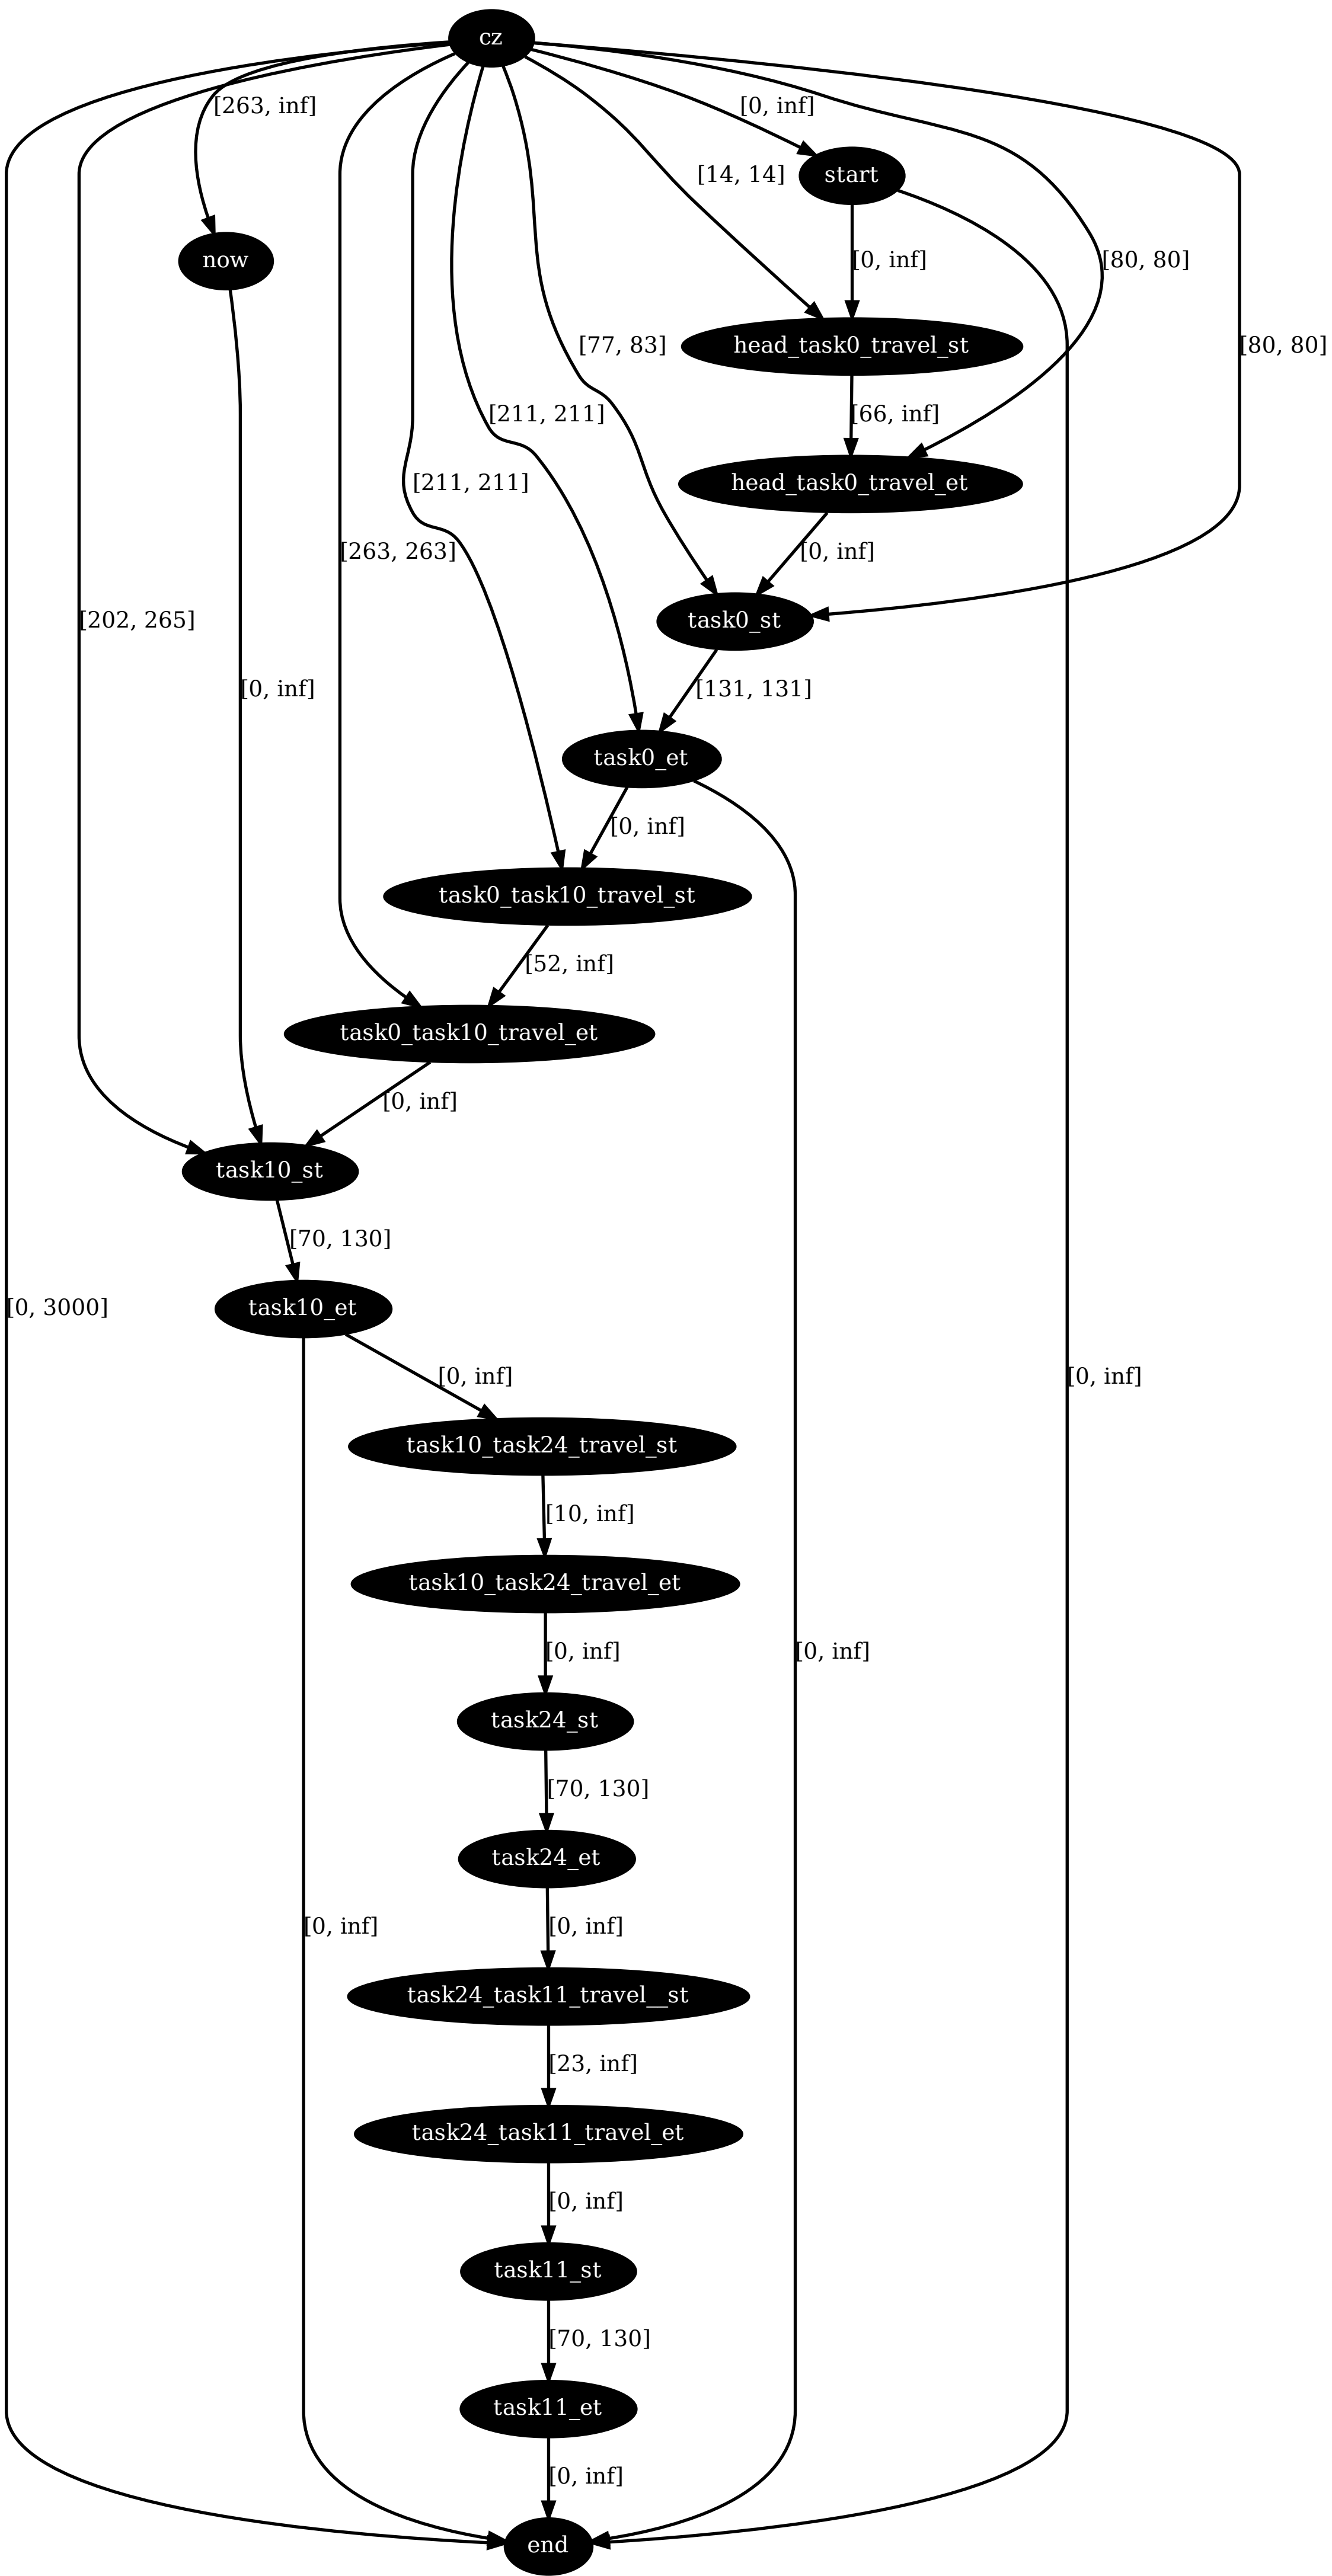 cz
[263, inf]
[0, inf]
[14, 14]
start
now
[0, inf]
[80, 80]
[77, 83]
head_task0_travel_st
[80, 80]
[211, 211]
[66, inf]
[211, 211]
head_task0_travel_et
[263, 263]
[0, inf]
[202, 265]
task0_st
[0, inf]
[131, 131]
task0_et
[0, inf]
task0_task10_travel_st
[52, inf]
task0_task10_travel_et
[0, inf]
task10_st
[70, 130]
[0, 3000]
task10_et
[0, inf]
[0, inf]
task10_task24_travel_st
[10, inf]
task10_task24_travel_et
[0, inf]
[0, inf]
task24_st
[70, 130]
task24_et
[0, inf]
[0, inf]
task24_task11_travel__st
[23, inf]
task24_task11_travel_et
[0, inf]
task11_st
[70, 130]
task11_et
[0, inf]
end